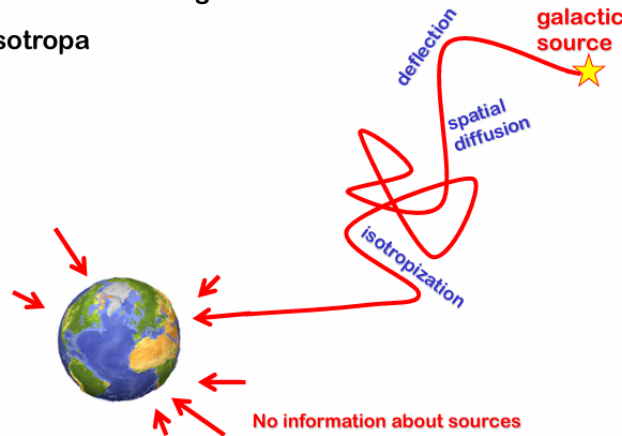 sotropa
galactic
source
deflection
spatial
diffusion
isotropization
No information about sources